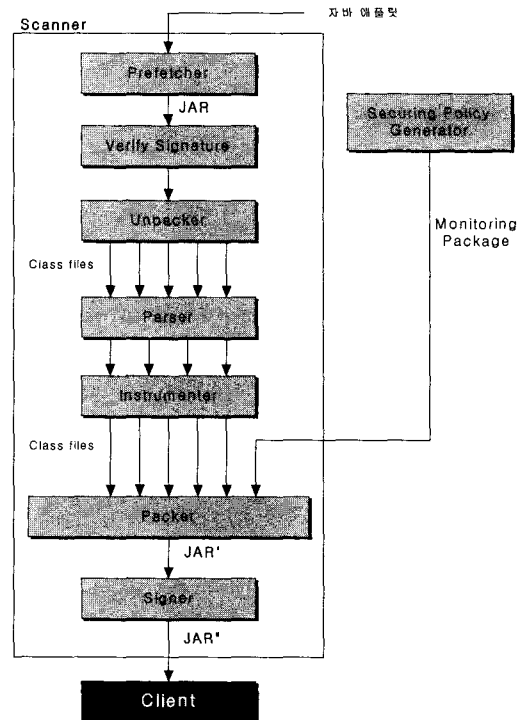 자바 애플릿
Scanner
Prefetcher
JAR
Verify Signature
Securing Policy
Generator
Unpacker
Monitoring
Package
Class files
Parser
Instrumenter
Class files
Packer
JAR'
Signer
JAR"
Client